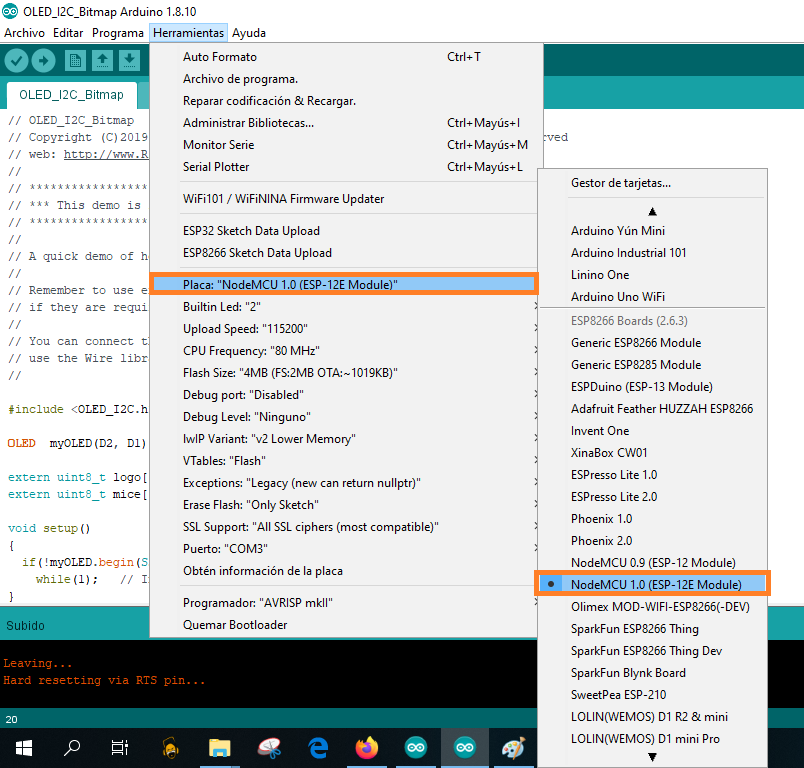 OLED_I2C_Bitmap Arduino 1.8.10
Archivo Editar Programa Herramientas Ayuda
OLED_I2C_Bitmap
// OLED_I2C_Bitmap
// Copyright (C)2019
rved
// web: http://www.R
//
// ******************
// *** This demo is
// ******************
//
// A quick demo of h
//
// Remember to use e
// if they are requi
//
// You can connect t
// use the Wire libr
//
#include <OLED_I2C.h
OLED myOLED(D2, D1)
extern uint8_t logo[
extern uint8_t mice[
void setup()
{
if(!myOLED.begin(S
while(1); // I
}
Auto Formato Ctrl+T
Archivo de programa.
Reparar codificación & Recargar.
Administrar Bibliotecas... Ctrl+Mayús+I
Monitor Serie Ctrl+Mayús+M
Serial Plotter Ctrl+Mayús+L
WiFi101 / WiFiNINA Firmware Updater
ESP32 Sketch Data Upload
ESP8266 Sketch Data Upload
Placa: "NodeMCU 1.0 (ESP-12E Module)"
Builtin Led: "2"
Upload Speed: "115200"
CPU Frequency: "80 MHz"
Flash Size: "4MB (FS:2MB OTA:~1019KB)"
Debug port: "Disabled"
Debug Level: "Ninguno"
lwIP Variant: "v2 Lower Memory"
VTables: "Flash"
Exceptions: "Legacy (new can return nullptr)"
Erase Flash: "Only Sketch"
SSL Support: "All SSL ciphers (most compatible)"
Puerto: "COM3"
Obtén información de la placa
Programador: "AVRISP mkII"
Quemar Bootloader
Gestor de tarjetas...
Arduino Yún Mini
Arduino Industrial 101
Linino One
Arduino Uno WiFi
ESP8266 Boards (2.6.3)
Generic ESP8266 Module
Generic ESP8285 Module
ESPDuino (ESP-13 Module)
Adafruit Feather HUZZAH ESP8266
Invent One
XinaBox CW01
ESPresso Lite 1.0
ESPresso Lite 2.0
Phoenix 1.0
Phoenix 2.0
NodeMCU 0.9 (ESP-12 Module)
NodeMCU 1.0 (ESP-12E Module)
Olimex MOD-WIFI-ESP8266(-DEV)
SparkFun ESP8266 Thing
SparkFun ESP8266 Thing Dev
SparkFun Blynk Board
SweetPea ESP-210
LOLIN(WEMOS) D1 R2 & mini
LOLIN(WEMOS) D1 mini Pro
Subido
Leaving...
Hard resetting via RTS pin...
20